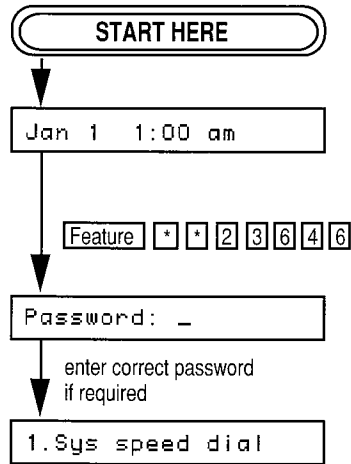 START HERE
Jan 1 1:00 am
Feature * * 2 3 6 4 6
Password: _
enter correct password
if required
1.Sys speed dial